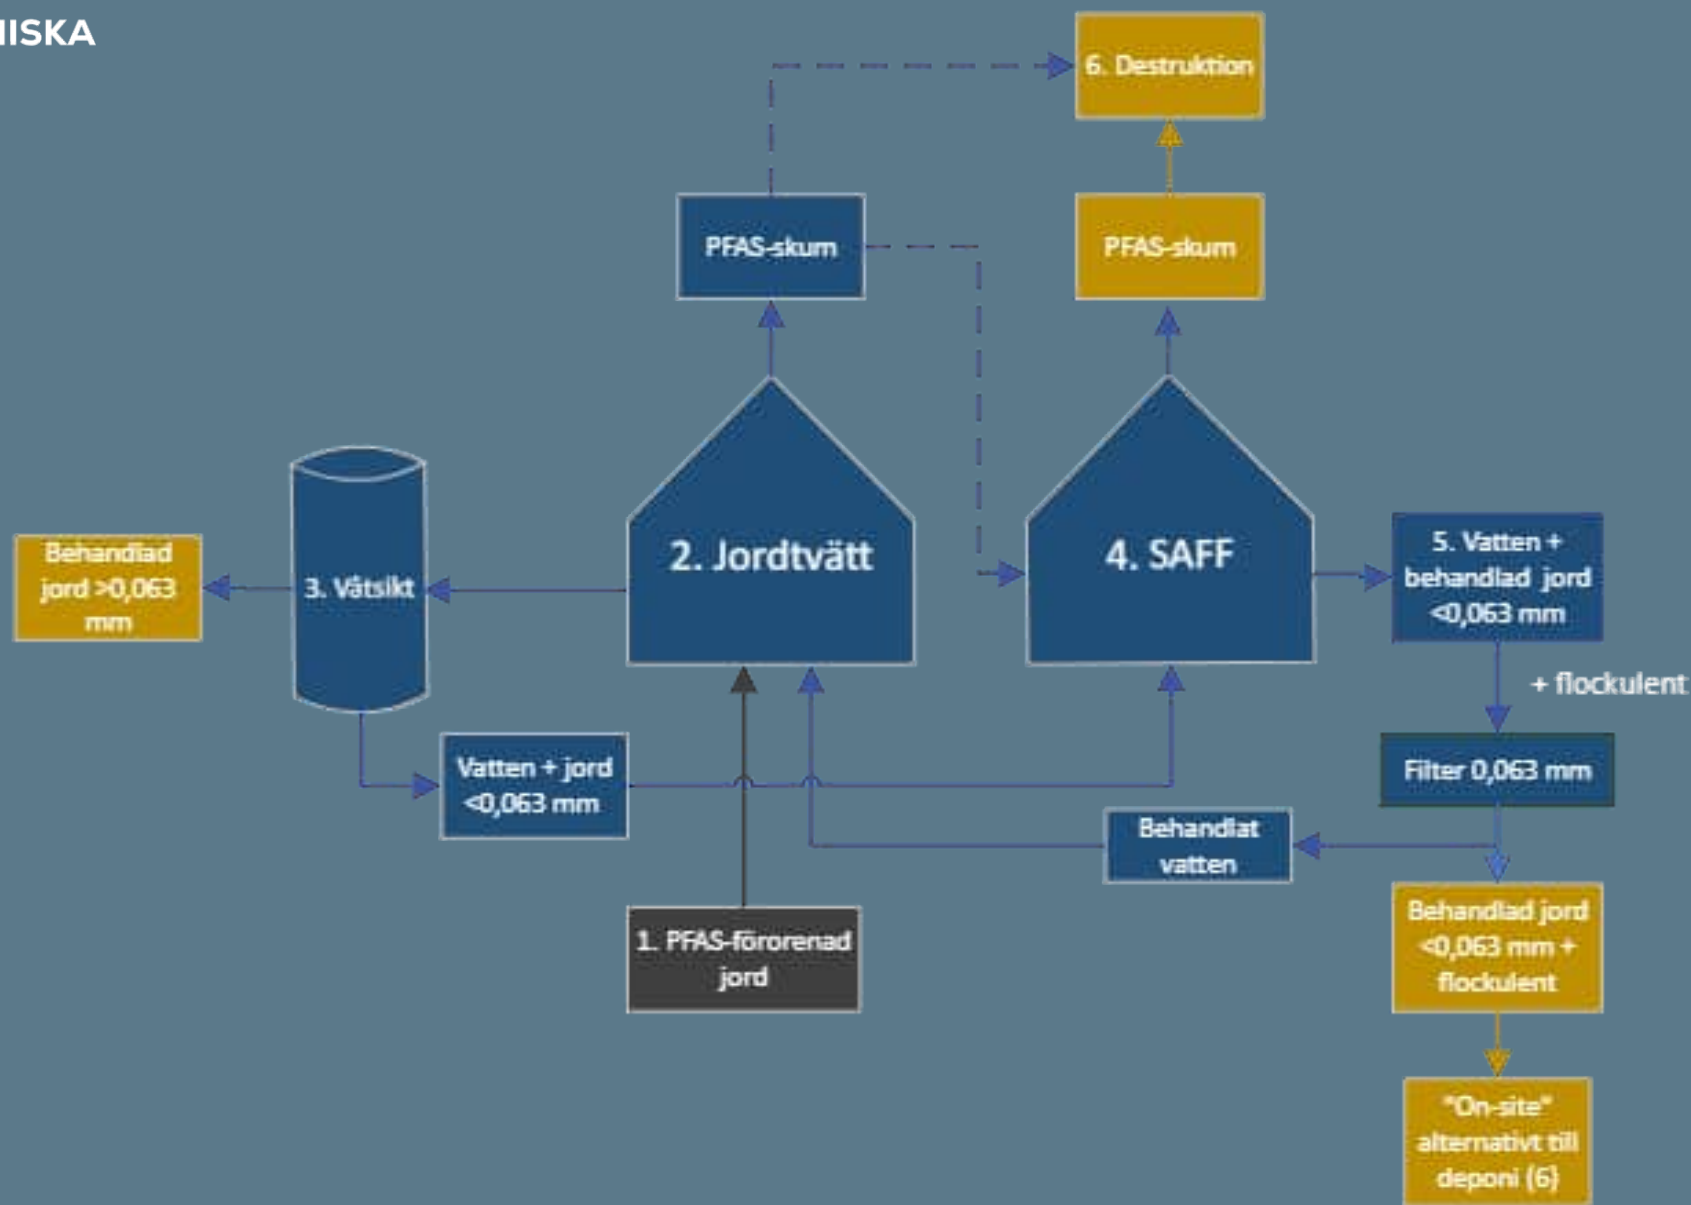 NISKA
6. Destruktion
PFAS-skum
PFAS-skum
2. Jordtvätt
4. SAFF
5. Vatten +
behandlad jord
<0,063 mm
Behandlad
jord >0,063
mm
3. Våtsikt
+ flockulent
Vatten + jord
<0,063 mm
Filter 0,063 mm
Behandlat
vatten
1. PFAS-förorenad
jord
Behandlad jord
<0,063 mm +
flockulent
"On-site"
alternativt till
deponi (6)